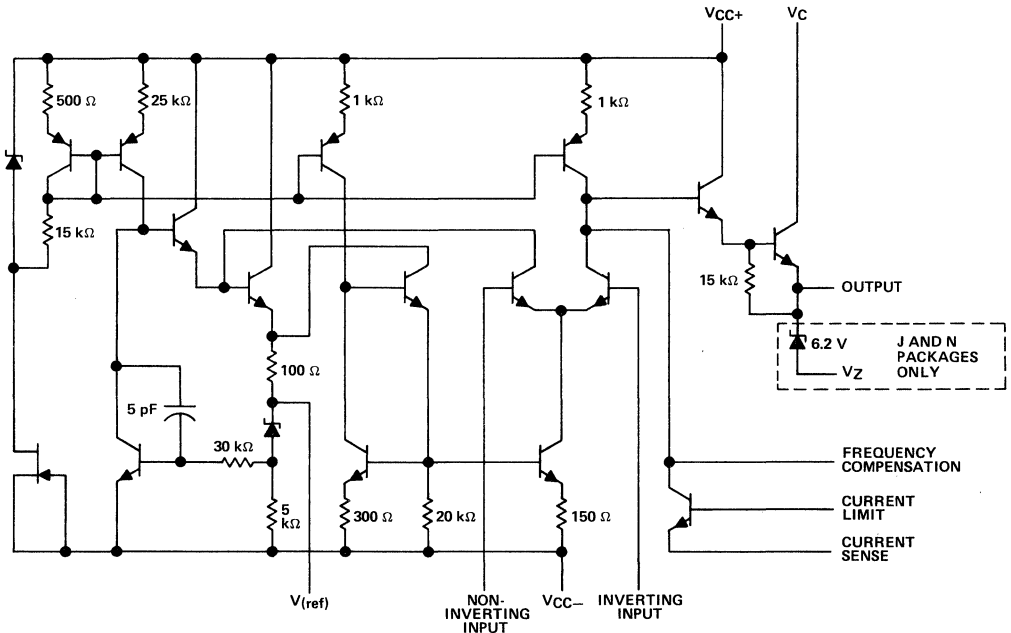 VCC+
VC
500 Ω
25 kΩ
1 kΩ
1 kΩ
15 kΩ
15 kΩ
OUTPUT
6.2 V
J AND N
PACKAGES
ONLY
VZ
100 Ω
5 pF
30 kΩ
FREQUENCY
COMPENSATION
5
kΩ
300 Ω
20 kΩ
150 Ω
CURRENT
LIMIT
CURRENT
SENSE
V(ref)
NON-
INVERTING
INPUT
VCC−
INVERTING
INPUT